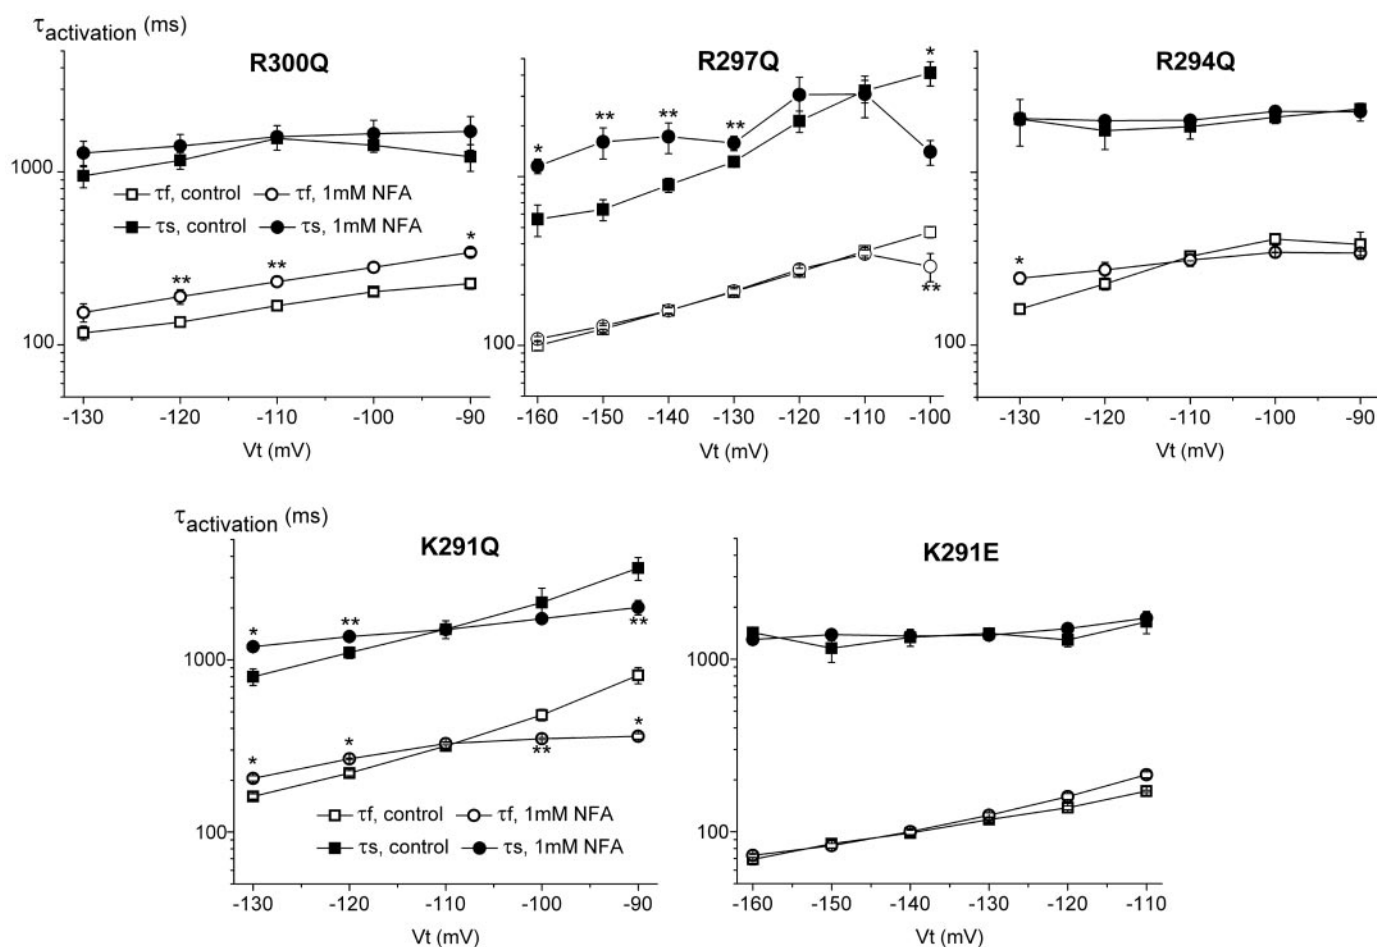 τactivation (ms)
R300Q
R297Q
R294Q
*
*
**
**
**
*
1000
1000
τf, control
τf, 1mM NFA
τs, control
τs, 1mM NFA
*
**
**
**
*
100
100
100
-130 -120 -110 -100 -90
-160 -150 -140 -130 -120 -110 -100
-130 -120 -110 -100 -90
Vt (mV)
Vt (mV)
Vt (mV)
τactivation (ms)
K291Q
K291E
*
**
**
1000
1000
*
*
**
*
τf, control
τf, 1mM NFA
τs, control
τs, 1mM NFA
100
100
-130 -120 -110 -100 -90
-160 -150 -140 -130 -120 -110
Vt (mV)
Vt (mV)